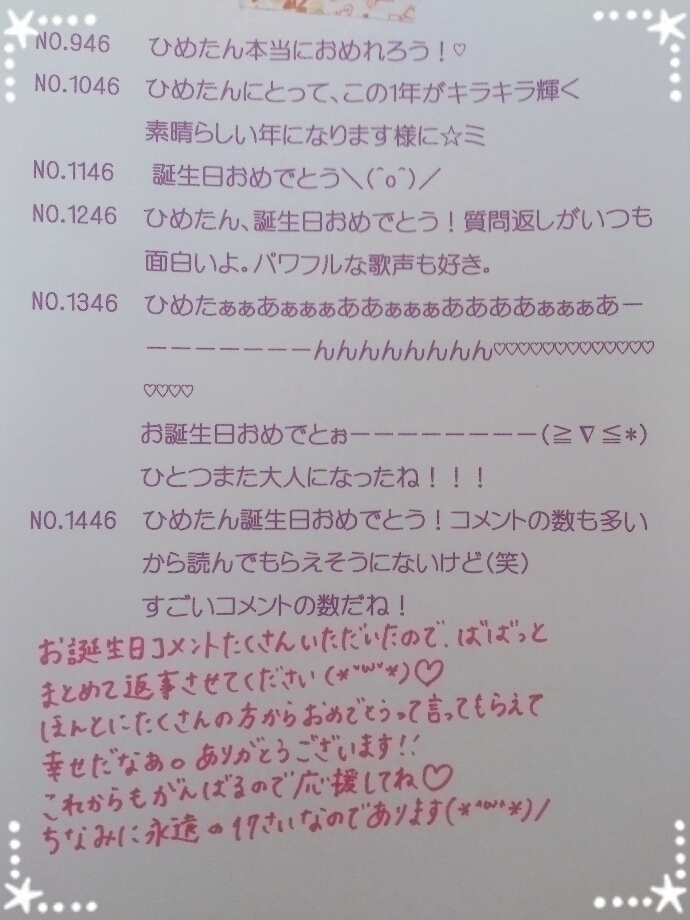 NO.946 ひめたん本当におめれろう！♡
NO.1046 ひめたんにとって、この1年がキラキラ輝く
素晴らしい年になります様に☆ミ
NO.1146 誕生日おめでとう＼(^o^)／
NO.1246 ひめたん、誕生日おめでとう！質問返しがいつも
面白いよ。パワフルな歌声も好き。
NO.1346 ひめたぁぁあぁぁぁああぁぁぁああああぁぁぁあー
ーーーーーーーんんんんんんんん♡♡♡♡♡♡♡♡♡♡♡♡♡
♡♡♡♡
お誕生日おめでとぉーーーーーーーー(≧∇≦*)
ひとつまた大人になったね！！！
NO.1446 ひめたん誕生日おめでとう！コメントの数も多い
から読んでもらえそうにないけど(笑)
すごいコメントの数だね！
お誕生日コメントたくさんいただいたので、ばばっと
まとめて返事させてください(*ˇωˇ*)♡
ほんとにたくさんの方からおめでとうって言ってもらえて
幸せだなぁ。ありがとうございます!!
これからもがんばるので応援してね♡
ちなみに永遠の17さいなのであります(*^ω^*)/